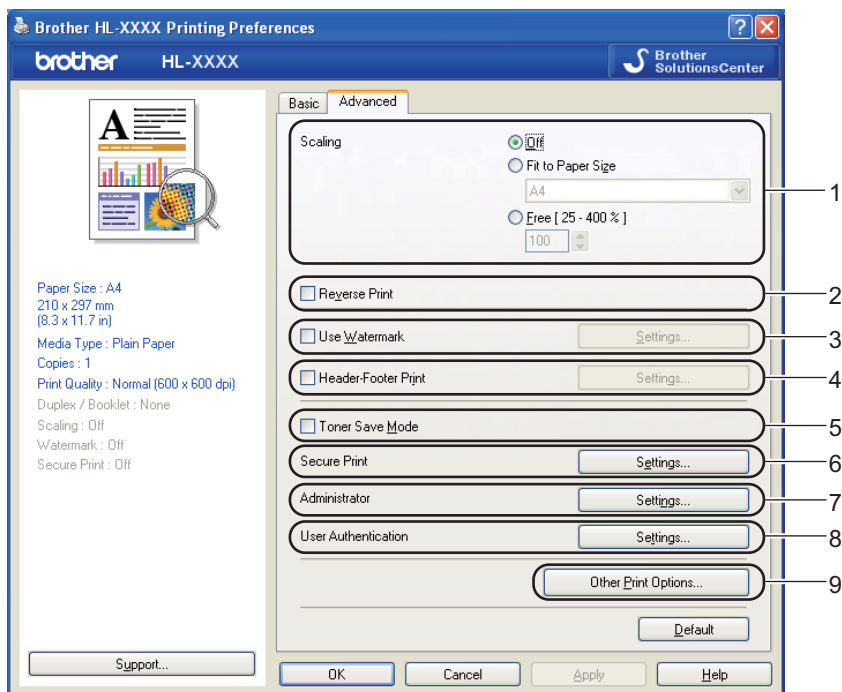 Brother HL-XXXX Printing Preferences
brother HL-XXXX
Brother
SolutionsCenter
Basic Advanced
A
Scaling
Off
Fit to Paper Size
A4
Free [ 25 - 400 % ]
100
1
Reverse Print
2
Use Watermark Settings...
3
Header-Footer Print Settings...
4
Toner Save Mode
5
Secure Print Settings...
6
Administrator Settings...
7
User Authentication Settings...
8
Other Print Options...
9
Default
Paper Size : A4
210 x 297 mm
(8.3 x 11.7 in)
Media Type : Plain Paper
Copies : 1
Print Quality : Normal (600 x 600 dpi)
Duplex / Booklet : None
Scaling : Off
Watermark : Off
Secure Print : Off
Support...
OK Cancel Apply Help